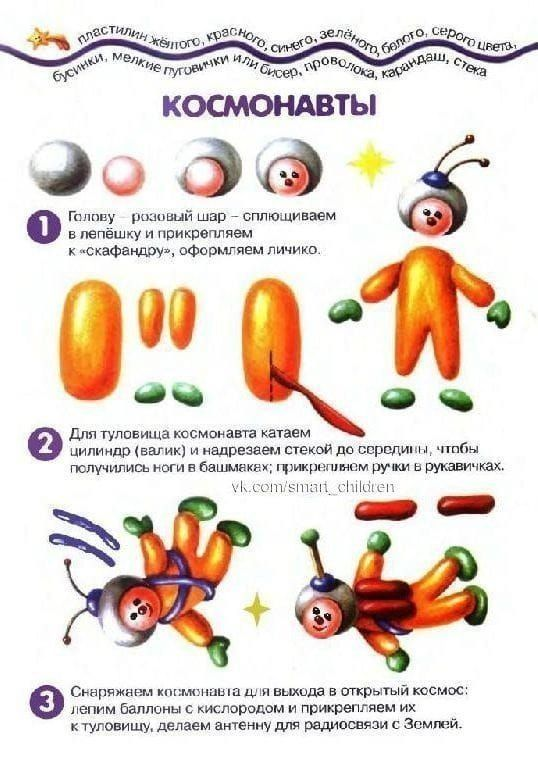 пластилин жёлтого, красного, синего, зелёного, белого, серого цвета,
бусинки, мелкие пуговички или бисер, проволока, карандаш, стека
КОСМОНАВТЫ
1 Голову – розовый шар – сплющиваем
в лепёшку и прикрепляем
к «скафандру», оформляем личико.
2 Для туловища космонавта катаем
цилиндр (валик) и надрезаем стекой до середины, чтобы
получились ноги в башмаках; прикрепляем ручки в рукавичках.
vk.com/smart_children
3 Снаряжаем космонавта для выхода в открытый космос:
лепим баллоны с кислородом и прикрепляем их
к туловищу, делаем антенну для радиосвязи с Землей.